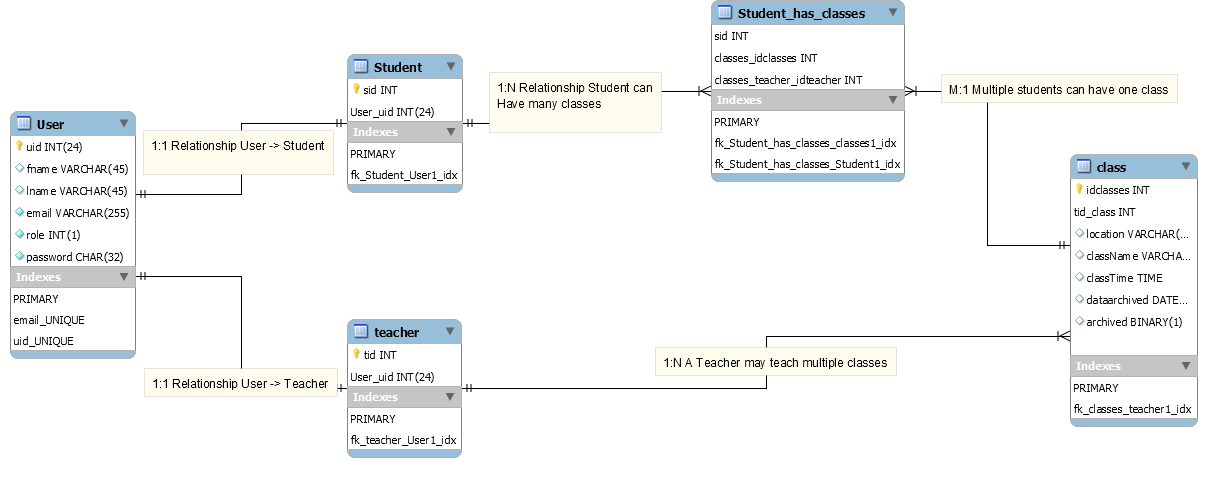 User
uid INT(24)
fname VARCHAR(45)
lname VARCHAR(45)
email VARCHAR(255)
role INT(1)
password CHAR(32)
Indexes
PRIMARY
email_UNIQUE
uid_UNIQUE
1:1 Relationship User -> Student
1:1 Relationship User -> Teacher
Student
sid INT
User_uid INT(24)
Indexes
PRIMARY
fk_Student_User1_idx
teacher
tid INT
User_uid INT(24)
Indexes
PRIMARY
fk_teacher_User1_idx
1:N Relationship Student can
Have many classes
Student_has_classes
sid INT
classes_idclasses INT
classes_teacher_idteacher INT
Indexes
PRIMARY
fk_Student_has_classes_classes1_idx
fk_Student_has_classes_Student1_idx
1:N A Teacher may teach multiple classes
M:1 Multiple students can have one class
class
idclasses INT
tid_class INT
location VARCHAR(...
className VARCHA...
classTime TIME
dataarchived DATE...
archived BINARY(1)
Indexes
PRIMARY
fk_classes_teacher1_idx